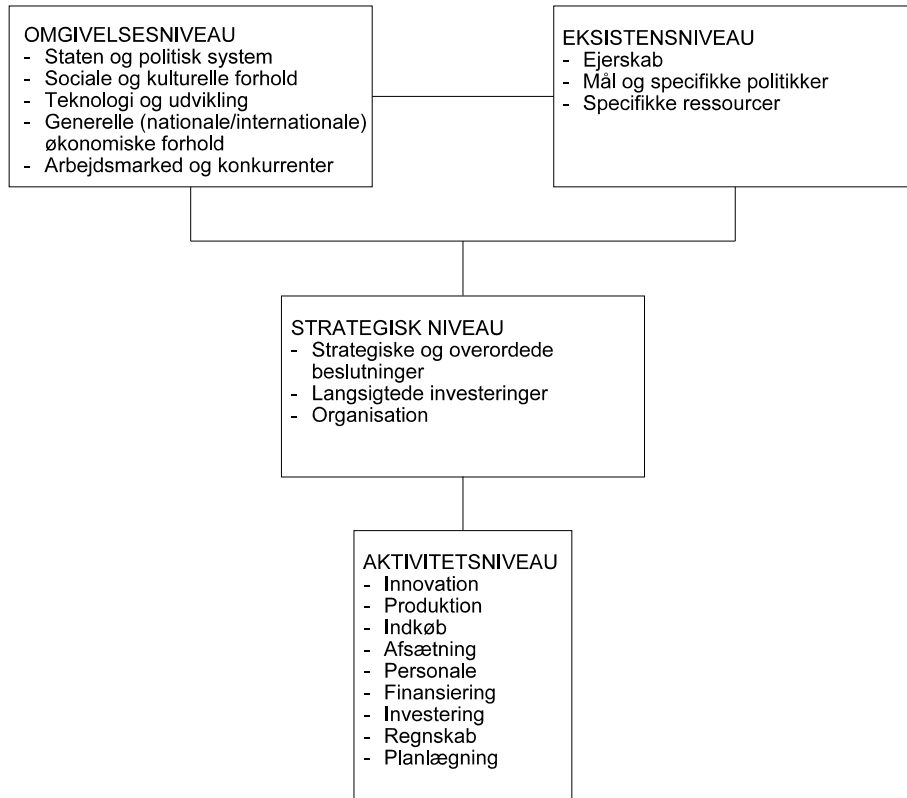 OMGIVELSESNIVEAU
- Staten og politisk system
- Sociale og kulturelle forhold
- Teknologi og udvikling
- Generelle (nationale/internationale)
økonomiske forhold
- Arbejdsmarked og konkurrenter
EKSISTENSNIVEAU
- Ejerskab
- Mål og specifikke politikker
- Specifikke ressourcer
STRATEGISK NIVEAU
- Strategiske og overordede
beslutninger
- Langsigtede investeringer
- Organisation
AKTIVITETSNIVEAU
- Innovation
- Produktion
- Indkøb
- Afsætning
- Personale
- Finansiering
- Investering
- Regnskab
- Planlægning